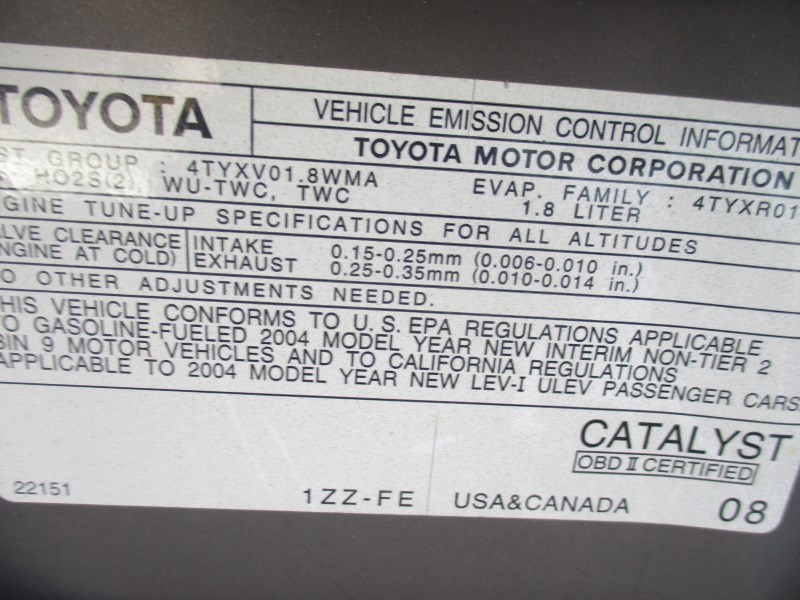 TOYOTA
VEHICLE EMISSION CONTROL INFORMAT
TOYOTA MOTOR CORPORATION
ST GROUP : 4TYXV01.8WMA
HO2S(2), WU-TWC, TWC
EVAP. FAMILY : 4TYXR01
1.8 LITER
GINE TUNE-UP SPECIFICATIONS FOR ALL ALTITUDES
LVE CLEARANCE INTAKE 0.15-0.25mm (0.006-0.010 in.)
NGINE AT COLD) EXHAUST 0.25-0.35mm (0.010-0.014 in.)
O OTHER ADJUSTMENTS NEEDED.
HIS VEHICLE CONFORMS TO U.S. EPA REGULATIONS APPLICABLE
TO GASOLINE-FUELED 2004 MODEL YEAR NEW INTERIM NON-TIER 2
BIN 9 MOTOR VEHICLES AND TO CALIFORNIA REGULATIONS
APPLICABLE TO 2004 MODEL YEAR NEW LEV-I ULEV PASSENGER CARS
CATALYST
OBD II CERTIFIED
22151 1ZZ-FE USA&CANADA 08